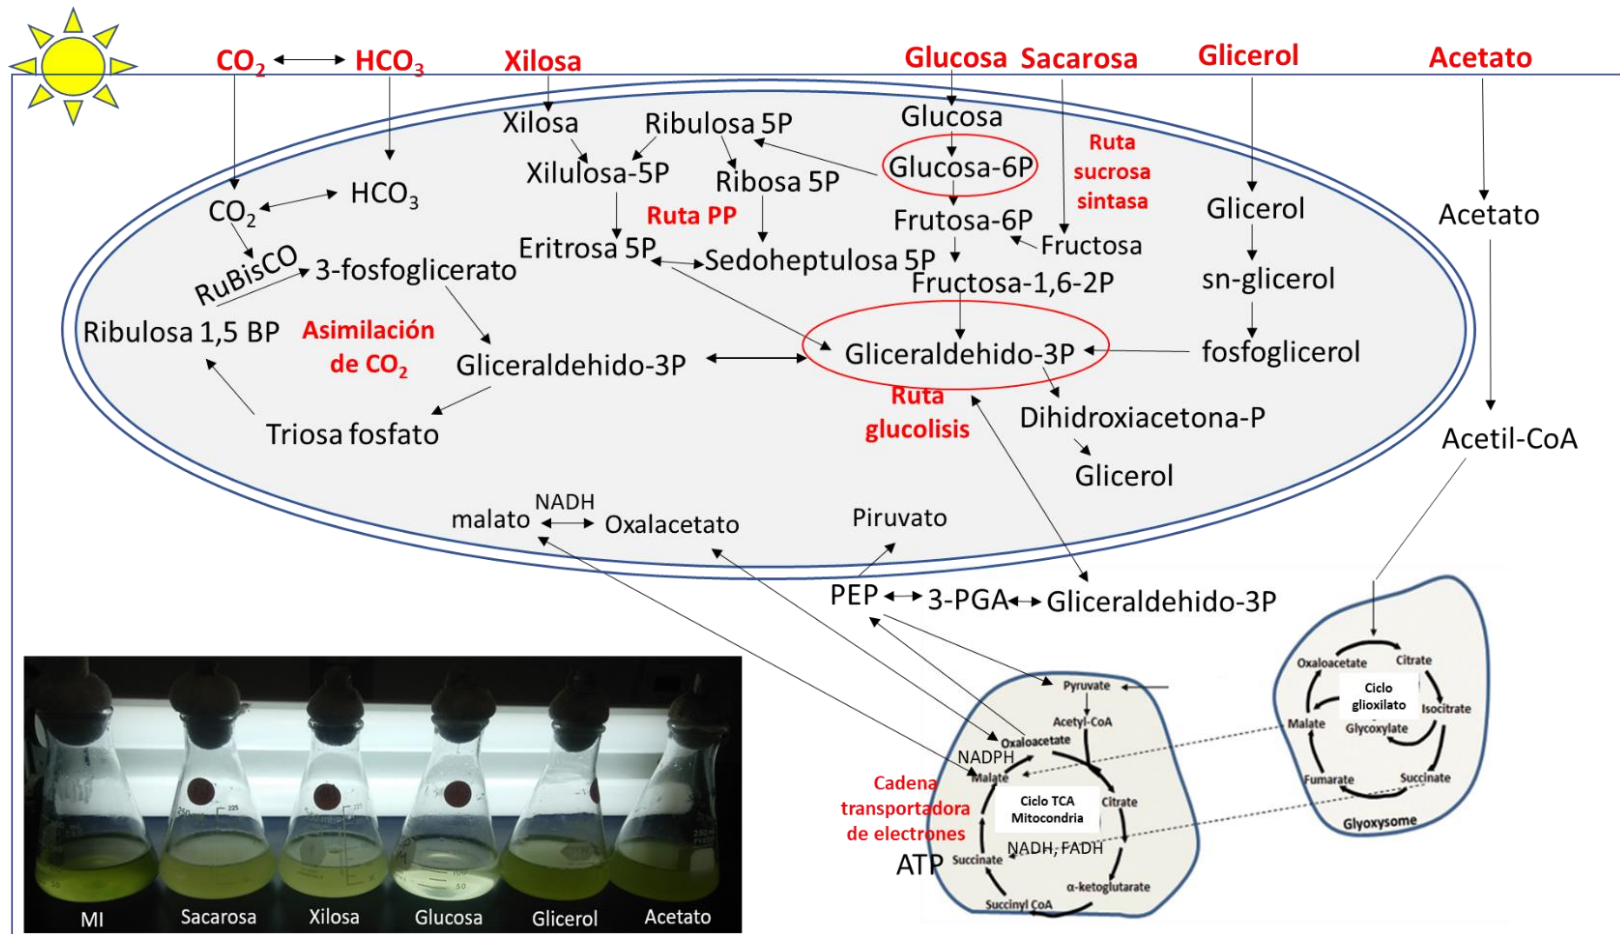 CO₂
HCO₃
Xilosa
Glucosa
Sacarosa
Glicerol
Acetato
Xilosa
Ribulosa 5P
Glucosa
Ruta
sucrosa
sintasa
Xilulosa-5P
Ribosa 5P
Glucosa-6P
HCO₃
CO₂
Ruta PP
Frutosa-6P
Glicerol
Acetato
Eritrosa 5P
Sedoheptulosa 5P
Fructosa
RuBisCO
3-fosfoglicerato
Fructosa-1,6-2P
sn-glicerol
Ribulosa 1,5 BP
Asimilación
de CO₂
Gliceraldehido-3P
Gliceraldehido-3P
fosfoglicerol
Ruta
glucolisis
Dihidroxiacetona-P
Triosa fosfato
Acetil-CoA
Glicerol
malato
NADH
Oxalacetato
Piruvato
PEP
3-PGA
Gliceraldehido-3P
Pyruvate
Acetyl-CoA
Oxaloacetate
NADPH
Malate
Citrate
Ciclo TCA
Mitocondria
NADH, FADH
Succinate
α-ketoglutarate
Succinyl CoA
Cadena
transportadora
de electrones
ATP
Oxaloacetate
Citrate
Ciclo
glioxilato
Isocitrate
Malate
Glycoxylate
Fumarate
Succinate
Glyoxysome
MI
Sacarosa
Xilosa
Glucosa
Glicerol
Acetato